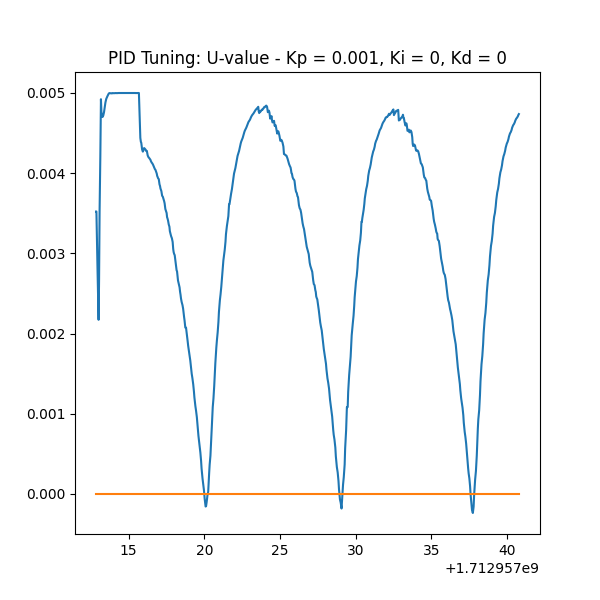 PID Tuning: U-value - Kp = 0.001, Ki = 0, Kd = 0
0.005
0.004
0.003
0.002
0.001
0.000
15 20 25 30 35 40
+1.712957e9